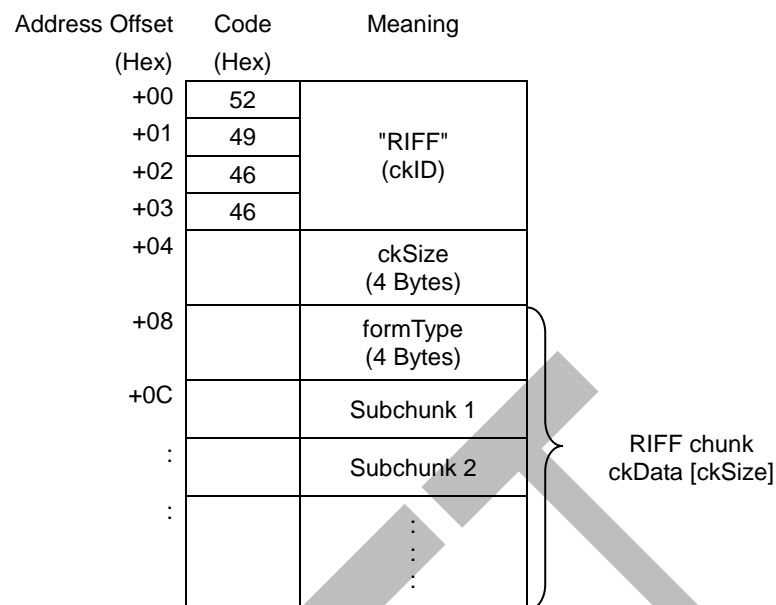 Address Offset Code Meaning
(Hex) (Hex)
+00 52
+01 49
+02 46
+03 46
"RIFF"
(ckID)
+04 ckSize
(4 Bytes)
+08 formType
(4 Bytes)
+0C Subchunk 1
: Subchunk 2
:
:
:
:
RIFF chunk
ckData [ckSize]